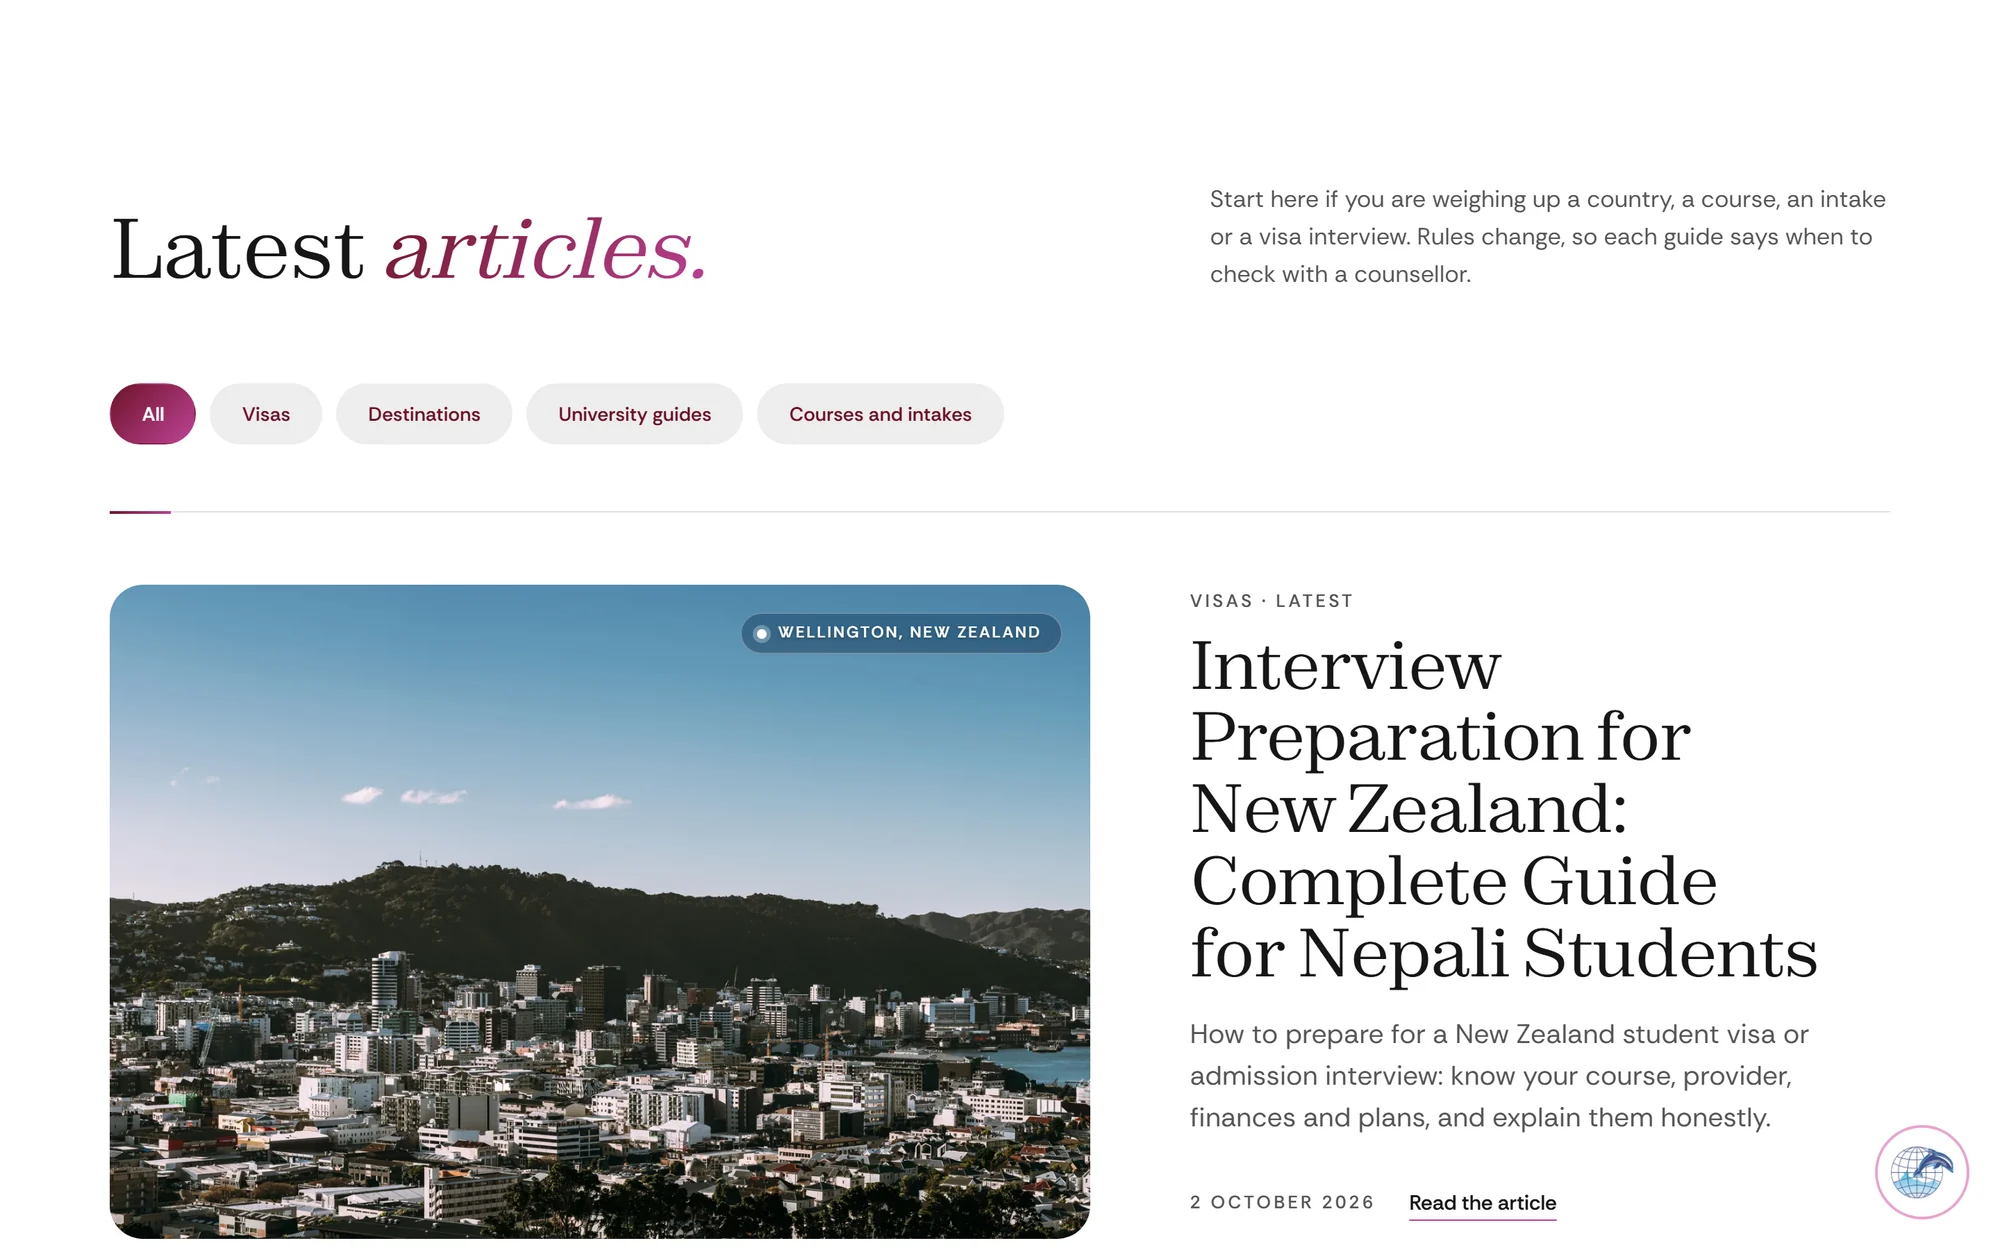 Latest articles.
Start here if you are weighing up a country, a course, an intake
or a visa interview. Rules change, so each guide says when to
check with a counsellor.
All
Visas
Destinations
University guides
Courses and intakes
WELLINGTON, NEW ZEALAND
VISAS · LATEST
Interview
Preparation for
New Zealand:
Complete Guide
for Nepali Students
How to prepare for a New Zealand student visa or
admission interview: know your course, provider,
finances and plans, and explain them honestly.
2 OCTOBER 2026
Read the article